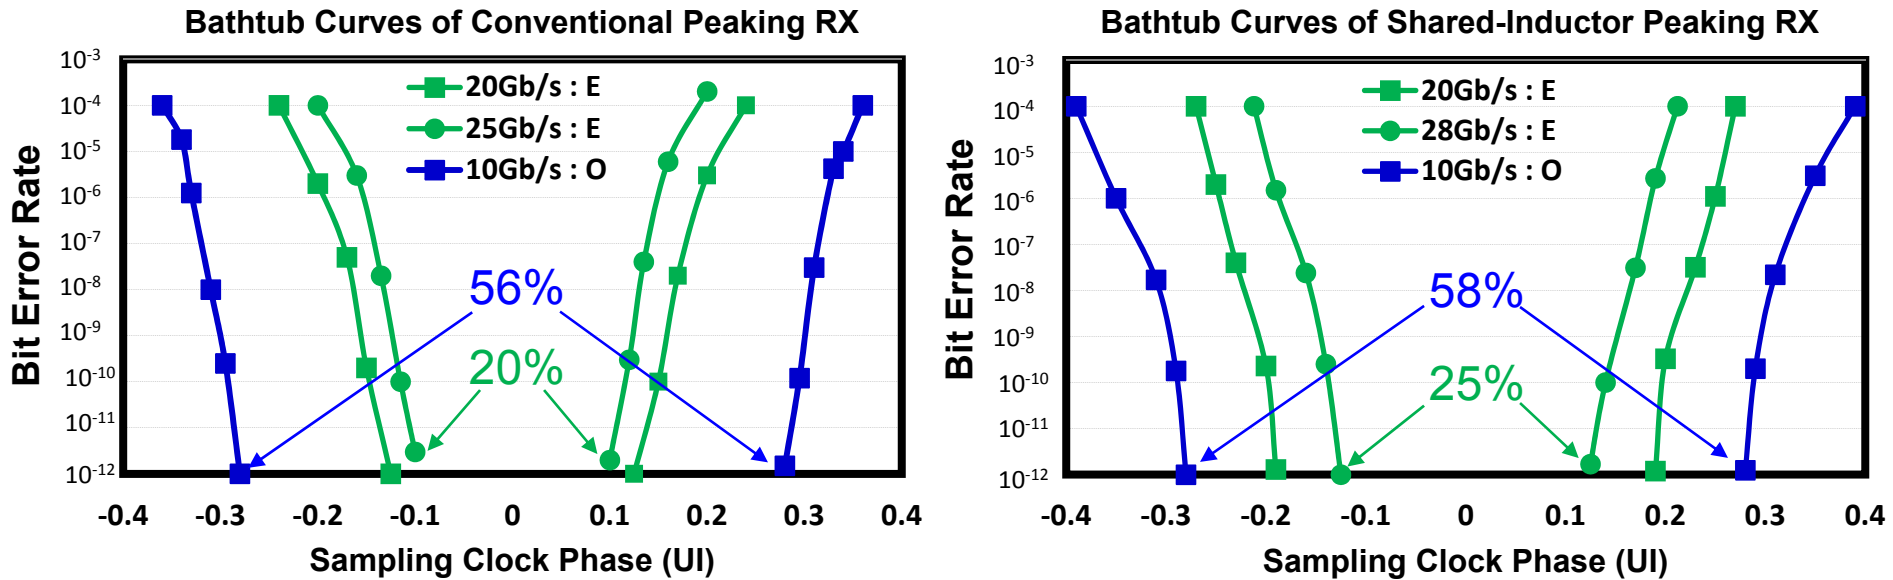 Bathtub Curves of Conventional Peaking RX
Bit Error Rate
10-3
10-4
10-5
10-6
10-7
10-8
10-9
10-10
10-11
10-12
20Gb/s : E
25Gb/s : E
10Gb/s : O
56%
20%
-0.4 -0.3 -0.2 -0.1 0 0.1 0.2 0.3 0.4
Sampling Clock Phase (UI)
Bathtub Curves of Shared-Inductor Peaking RX
Bit Error Rate
10-3
10-4
10-5
10-6
10-7
10-8
10-9
10-10
10-11
10-12
20Gb/s : E
28Gb/s : E
10Gb/s : O
58%
25%
-0.4 -0.3 -0.2 -0.1 0 0.1 0.2 0.3 0.4
Sampling Clock Phase (UI)